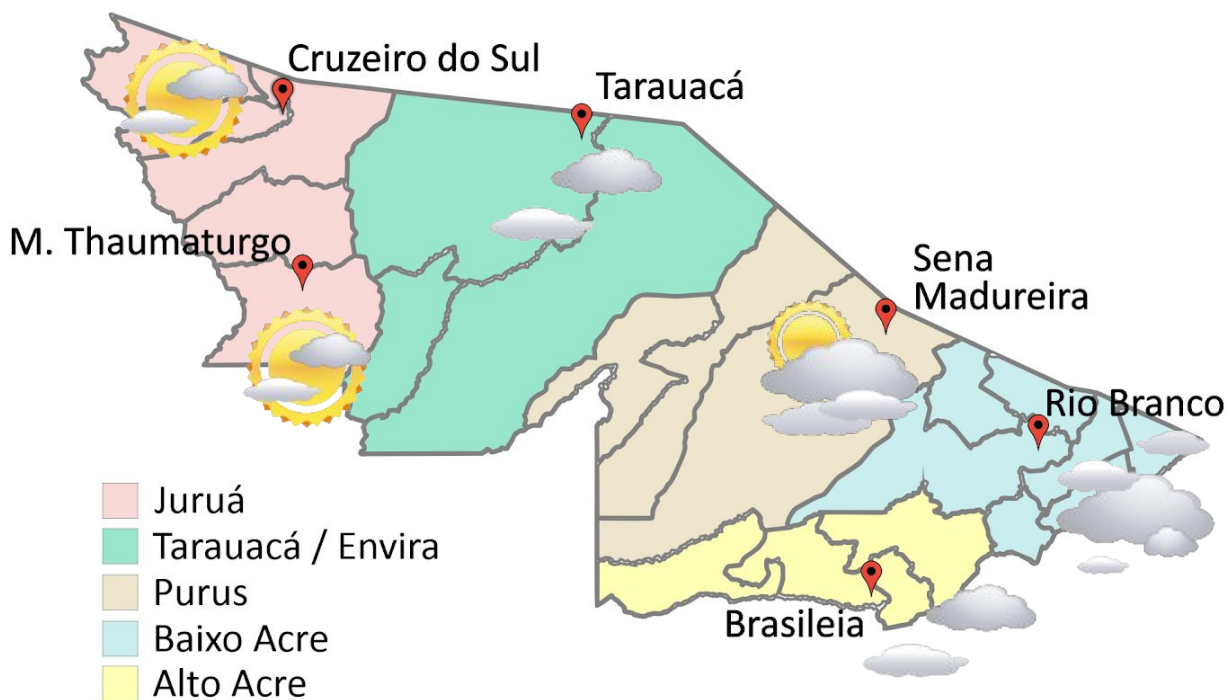 Cruzeiro do Sul
Tarauacá
M. Thaumaturgo
Sena
Madureira
Rio Branco
Brasileia
Juruá
Tarauacá / Envira
Purus
Baixo Acre
Alto Acre